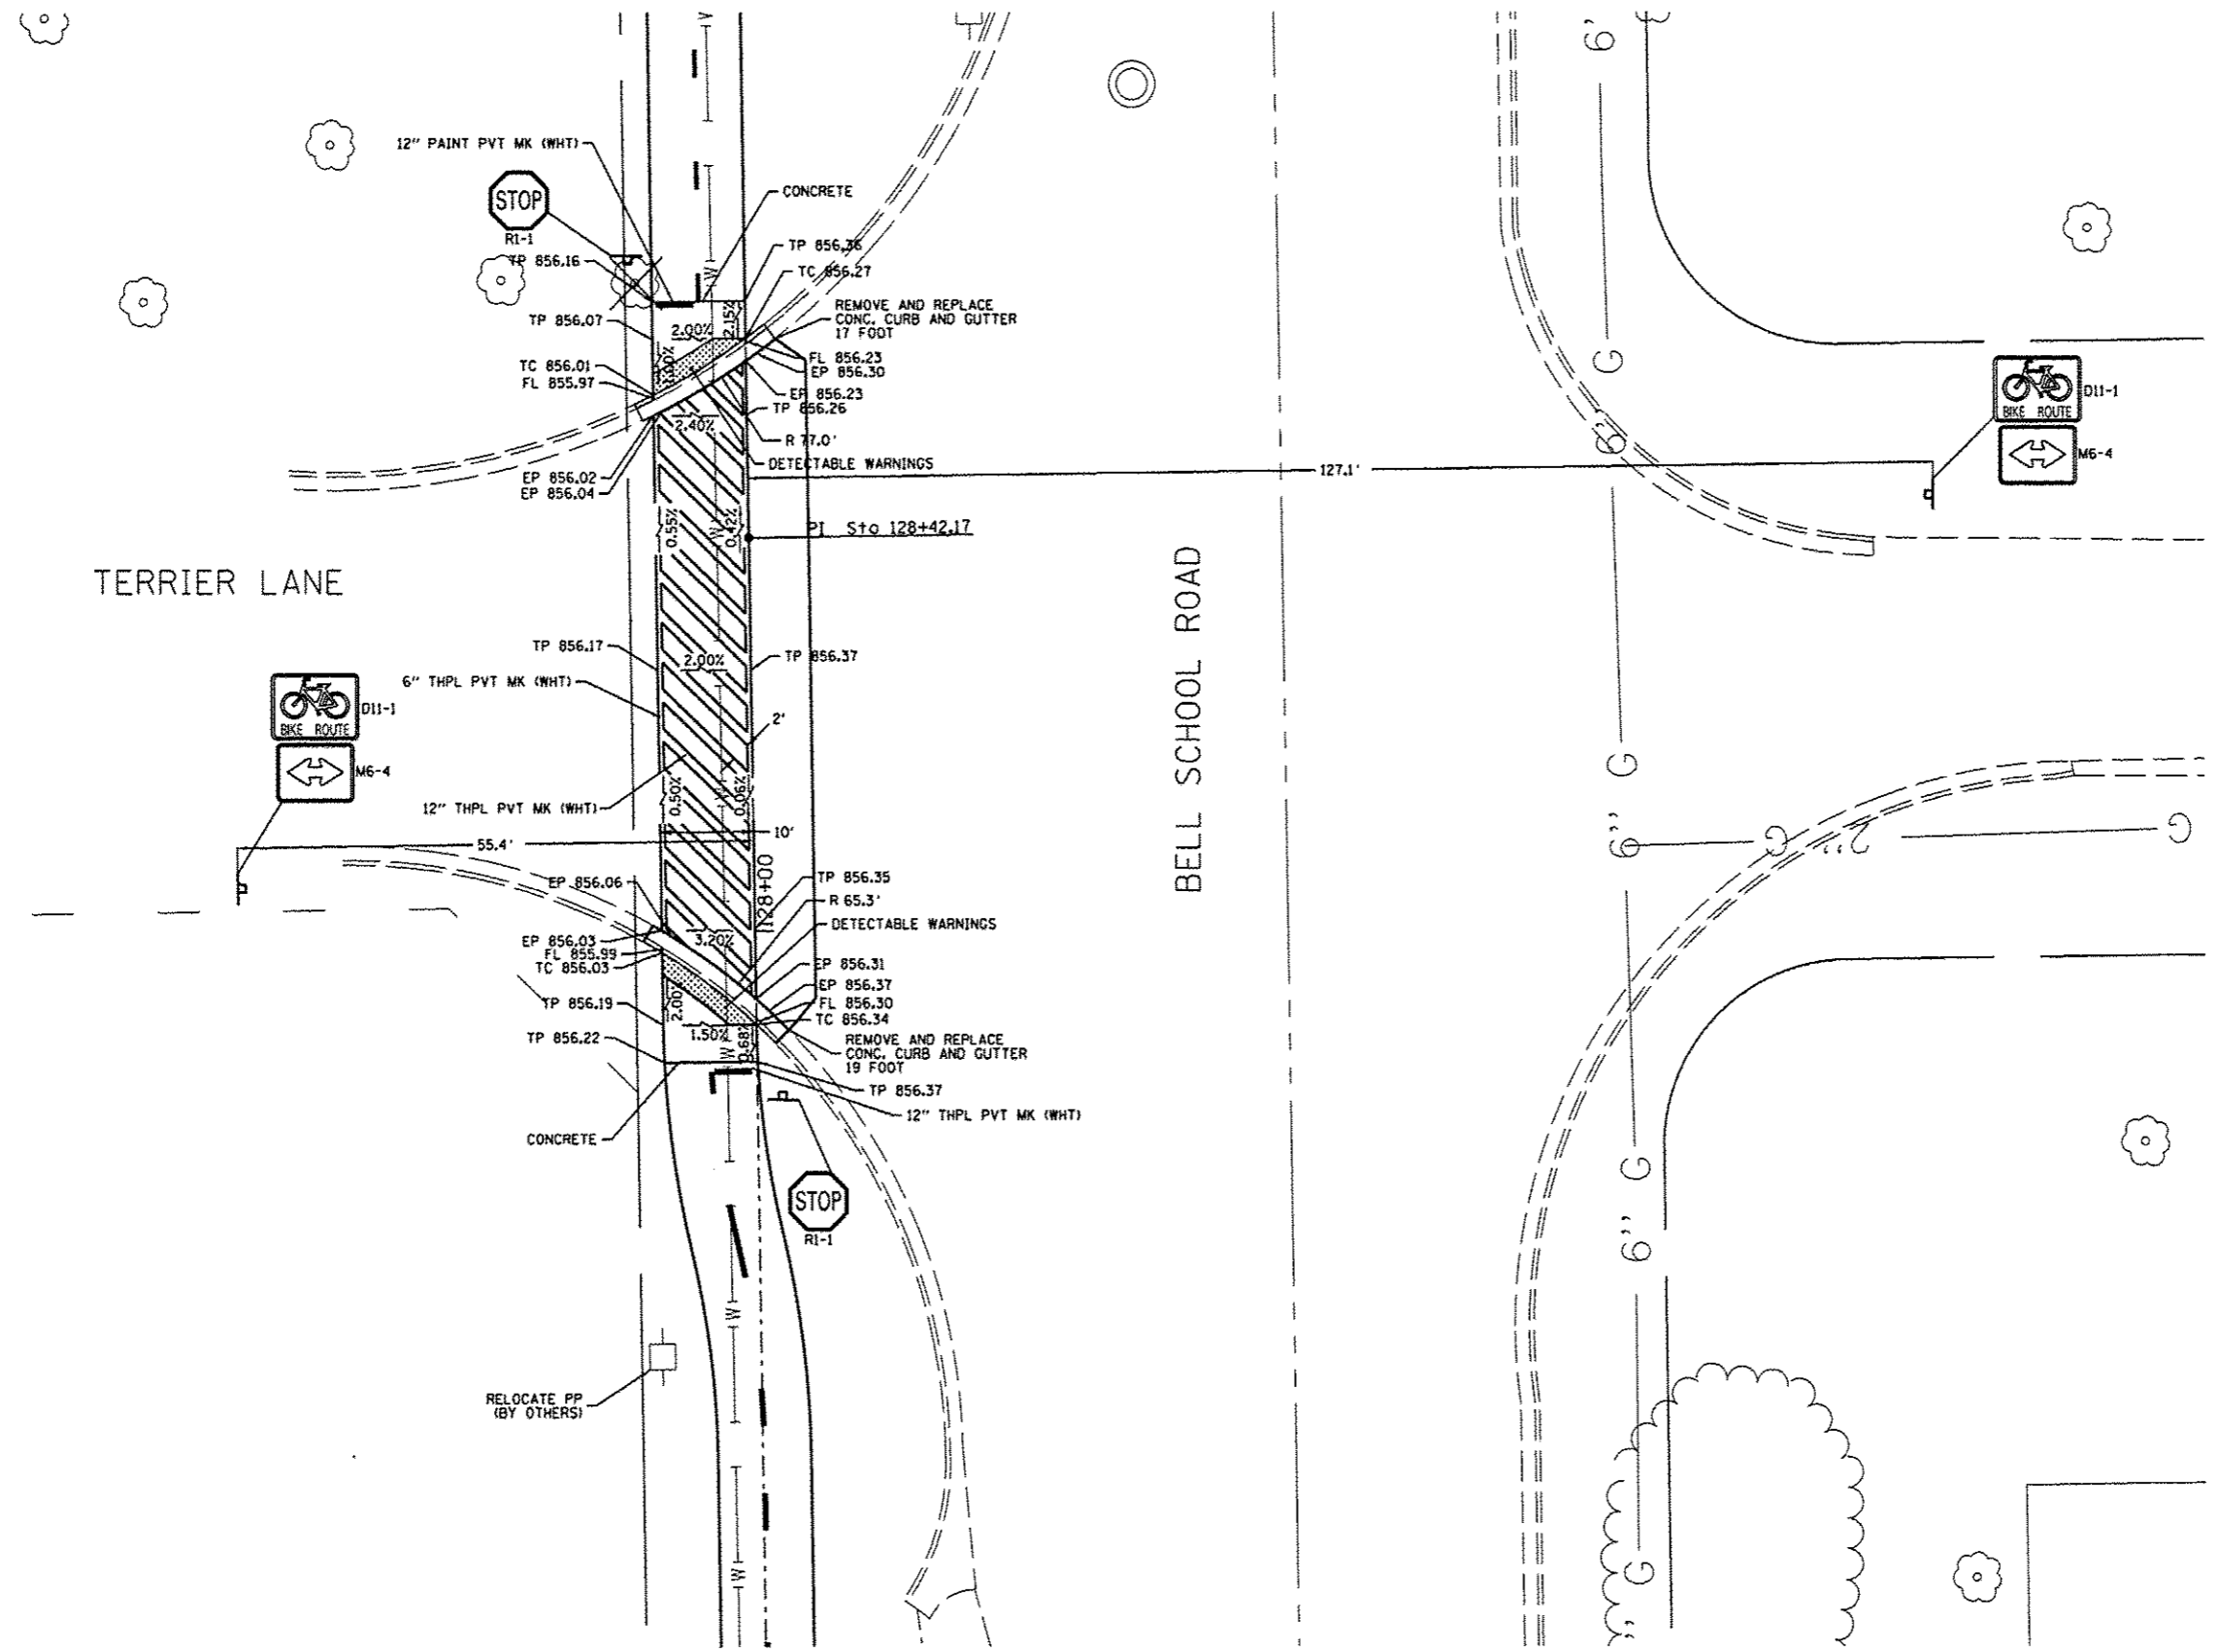 12" PAINT PVT MK (WHT)
CONCRETE
STOP
R1-1
TP 856.16
TP 856.36
TC 856.27
REMOVE AND REPLACE
CONC. CURB AND GUTTER
17 FOOT
TP 856.07
2.00%
2.15%
TC 856.01
FL 855.97
FL 856.23
EP 856.30
EP 856.23
TP 856.26
2.40%
R 77.0'
DETECTABLE WARNINGS
EP 856.02
EP 856.04
127.1'
BIKE ROUTE
D11-1
M6-4
0.55%
0.42%
PI Sta 128+42.17
TERRIER LANE
BELL SCHOOL ROAD
TP 856.17
2.00%
TP 856.37
6" THPL PVT MK (WHT)
2'
BIKE ROUTE
D11-1
M6-4
12" THPL PVT MK (WHT)
0.50%
0.06%
10'
55.4'
128+00
EP 856.06
TP 856.35
R 65.3'
DETECTABLE WARNINGS
EP 856.03
FL 855.99
TC 856.03
3.20%
EP 856.31
EP 856.37
FL 856.30
TC 856.34
TP 856.19
2.00
1.50%
0.68%
TP 856.22
REMOVE AND REPLACE
CONC. CURB AND GUTTER
19 FOOT
TP 856.37
12" THPL PVT MK (WHT)
CONCRETE
STOP
R1-1
RELOCATE PP
(BY OTHERS)
W
W
W
W
6'
G
G
6"
G
2"
G
G
6"
G